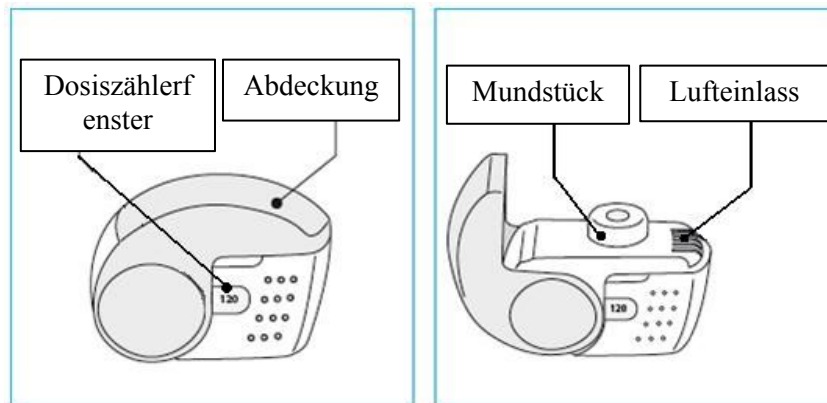 Dosiszählerf
enster
Abdeckung
120
Mundstück
Lufteinlass
120